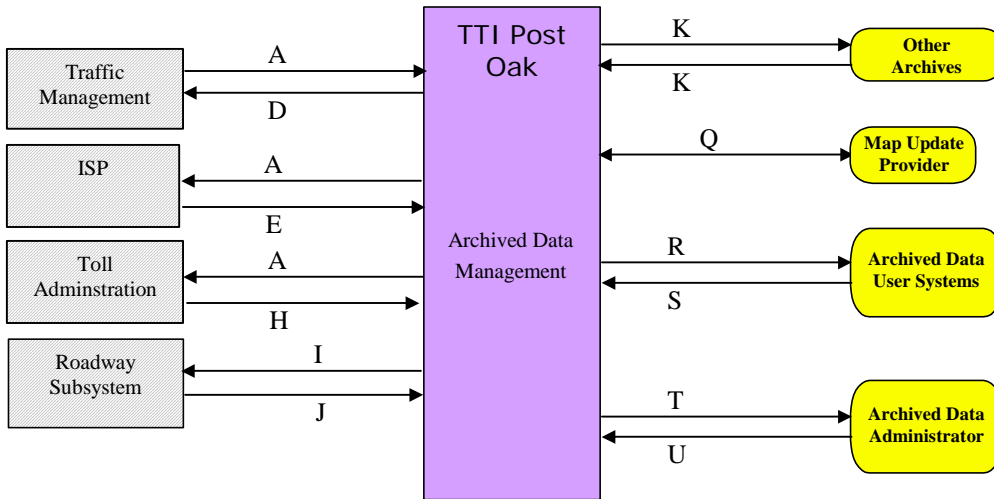 Traffic
Management
A
D
ISP
A
E
Toll
Adminstration
A
H
Roadway
Subsystem
I
J
TTI Post
Oak
Archived Data
Management
K
K
Other
Archives
Q
Map Update
Provider
R
S
Archived Data
User Systems
T
U
Archived Data
Administrator